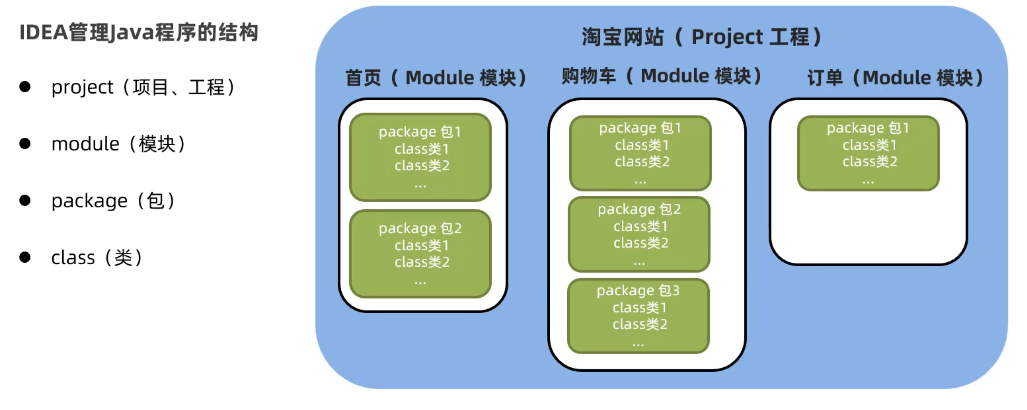 IDEA管理Java程序的结构
● project（项目、工程）
● module（模块）
● package（包）
● class（类）
淘宝网站（ Project 工程）
首页（ Module 模块）
package 包1
class类1
class类2
...
package 包2
class类1
class类2
...
购物车（ Module 模块）
package 包1
class类1
class类2
...
package 包2
class类1
class类2
...
package 包3
class类1
class类2
...
订单（Module 模块）
package 包1
class类1
class类2
...